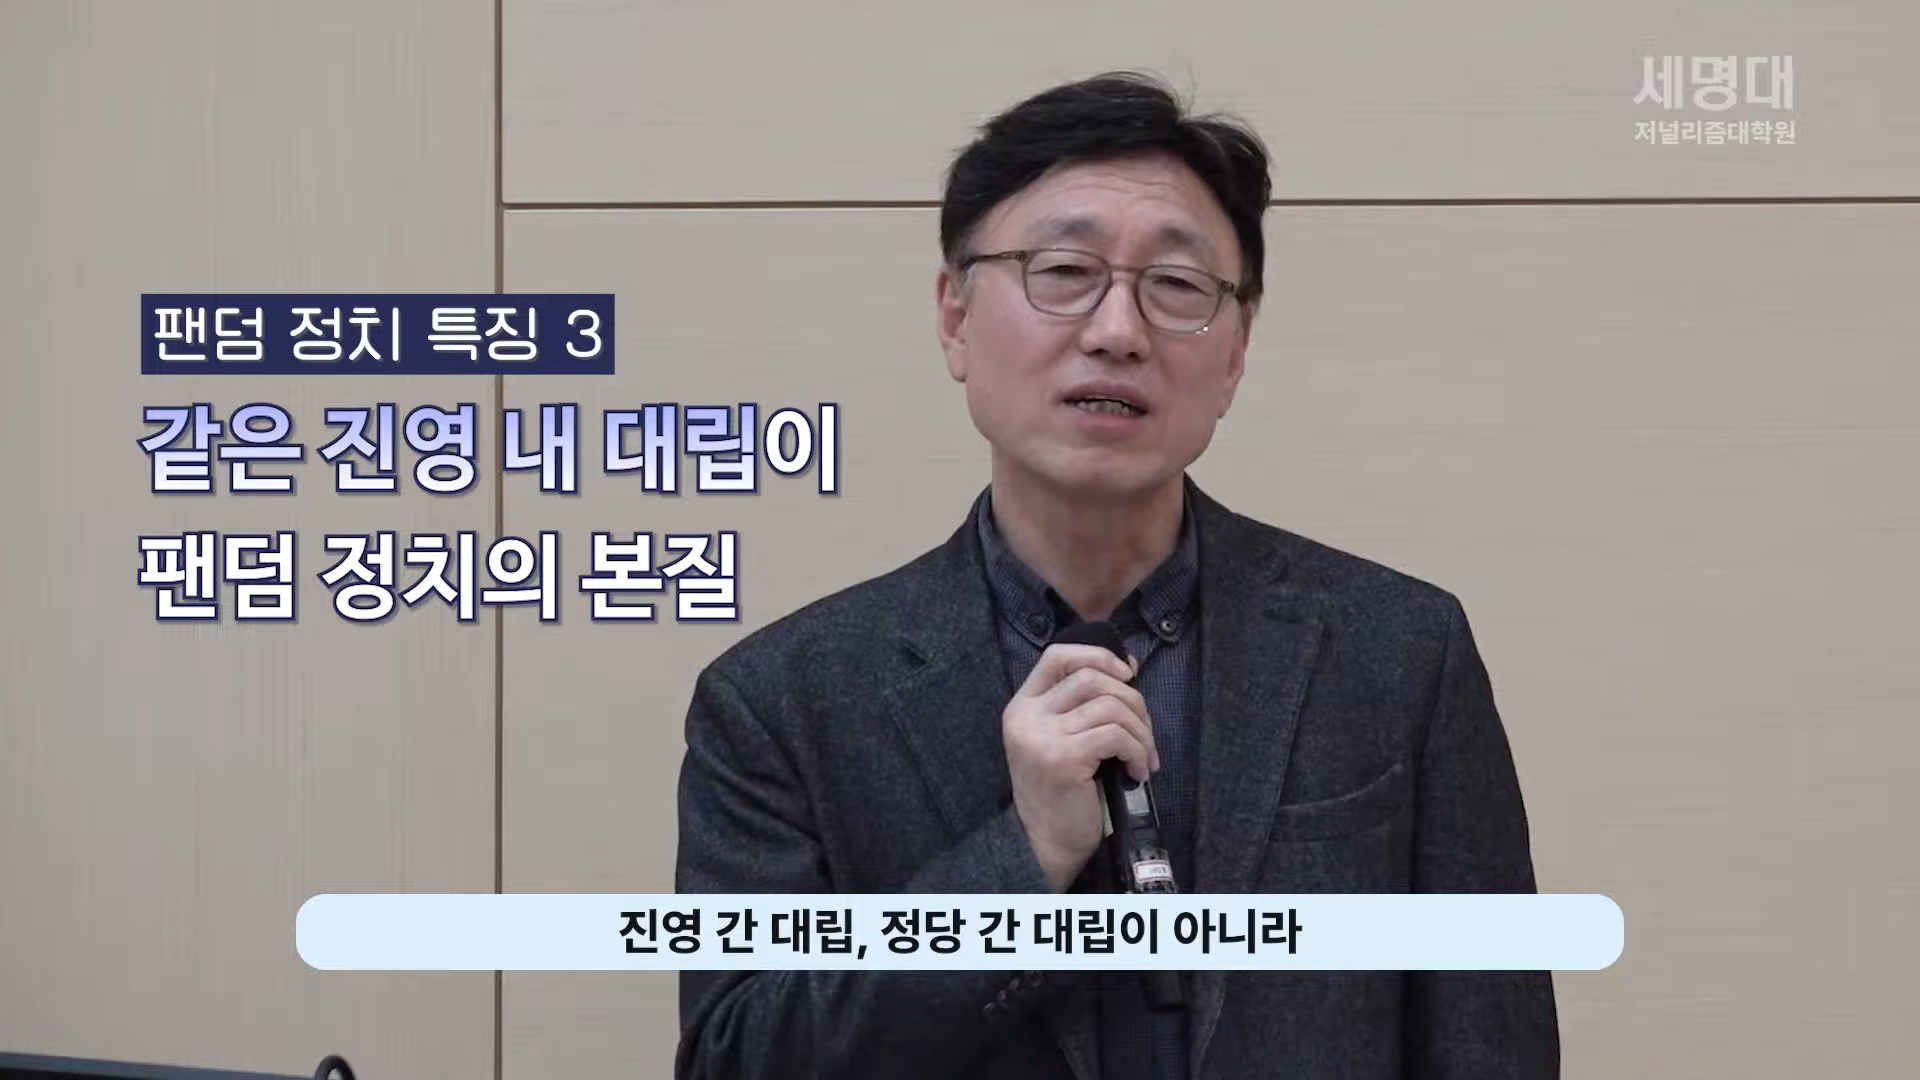 세명대
저널리즘대학원
팬덤 정치 특징 3
같은 진영 내 대립이
팬덤 정치의 본질
진영 간 대립, 정당 간 대립이 아니라